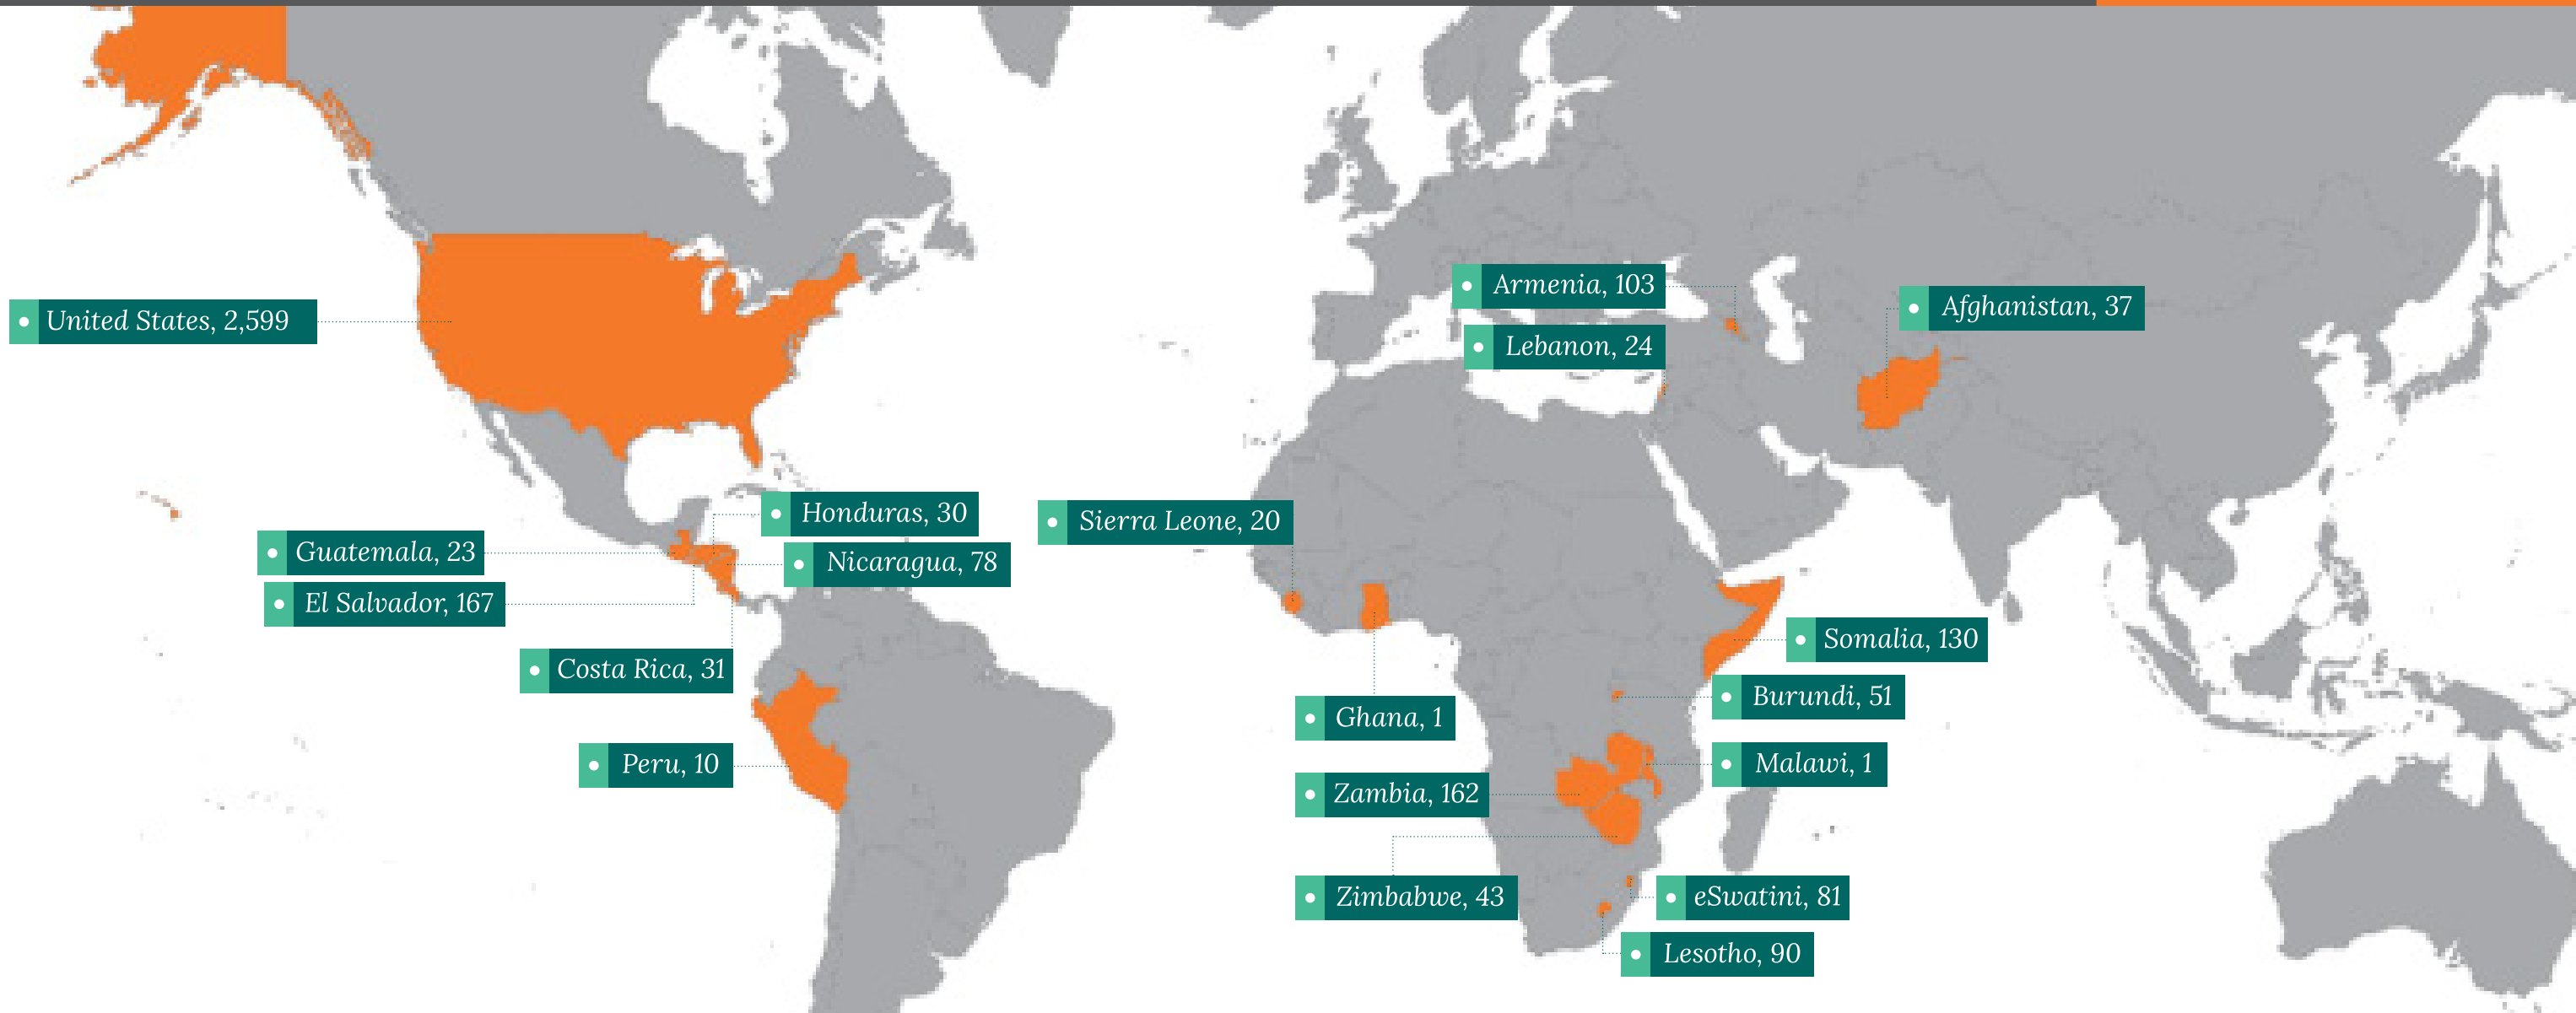 United States, 2,599
Armenia, 103
Afghanistan, 37
Lebanon, 24
Honduras, 30
Sierra Leone, 20
Guatemala, 23
Nicaragua, 78
El Salvador, 167
Somalia, 130
Costa Rica, 31
Burundi, 51
Ghana, 1
Peru, 10
Malawi, 1
Zambia, 162
Zimbabwe, 43
eSwatini, 81
Lesotho, 90